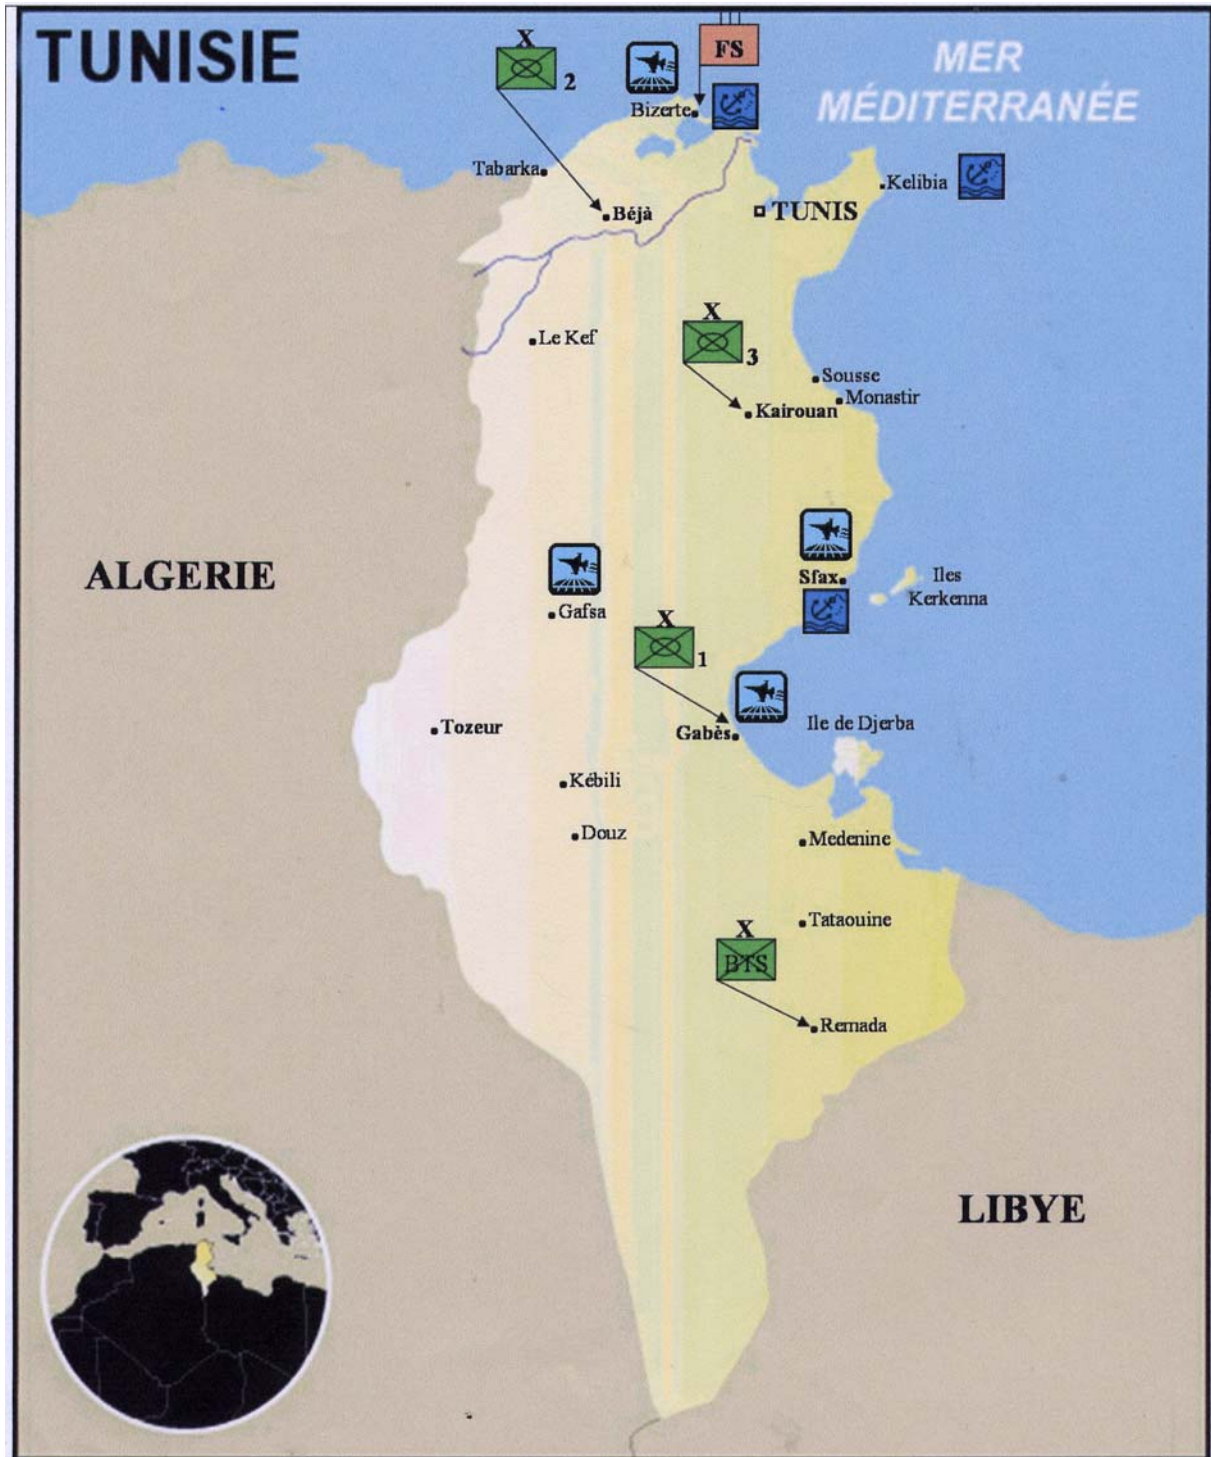 TUNISIE
X
2
FS
MER
MÉDITERRANÉE
Bizerte
Tabarka
Kelibia
Béjà
TUNIS
X
3
Le Kef
Sousse
Monastir
Kairouan
ALGERIE
Sfax
Iles
Kerkenna
Gafsa
X
1
Gabès
Ile de Djerba
Tozeur
Kébili
Douz
Medenine
Tataouine
X
BTS
Remada
LIBYE